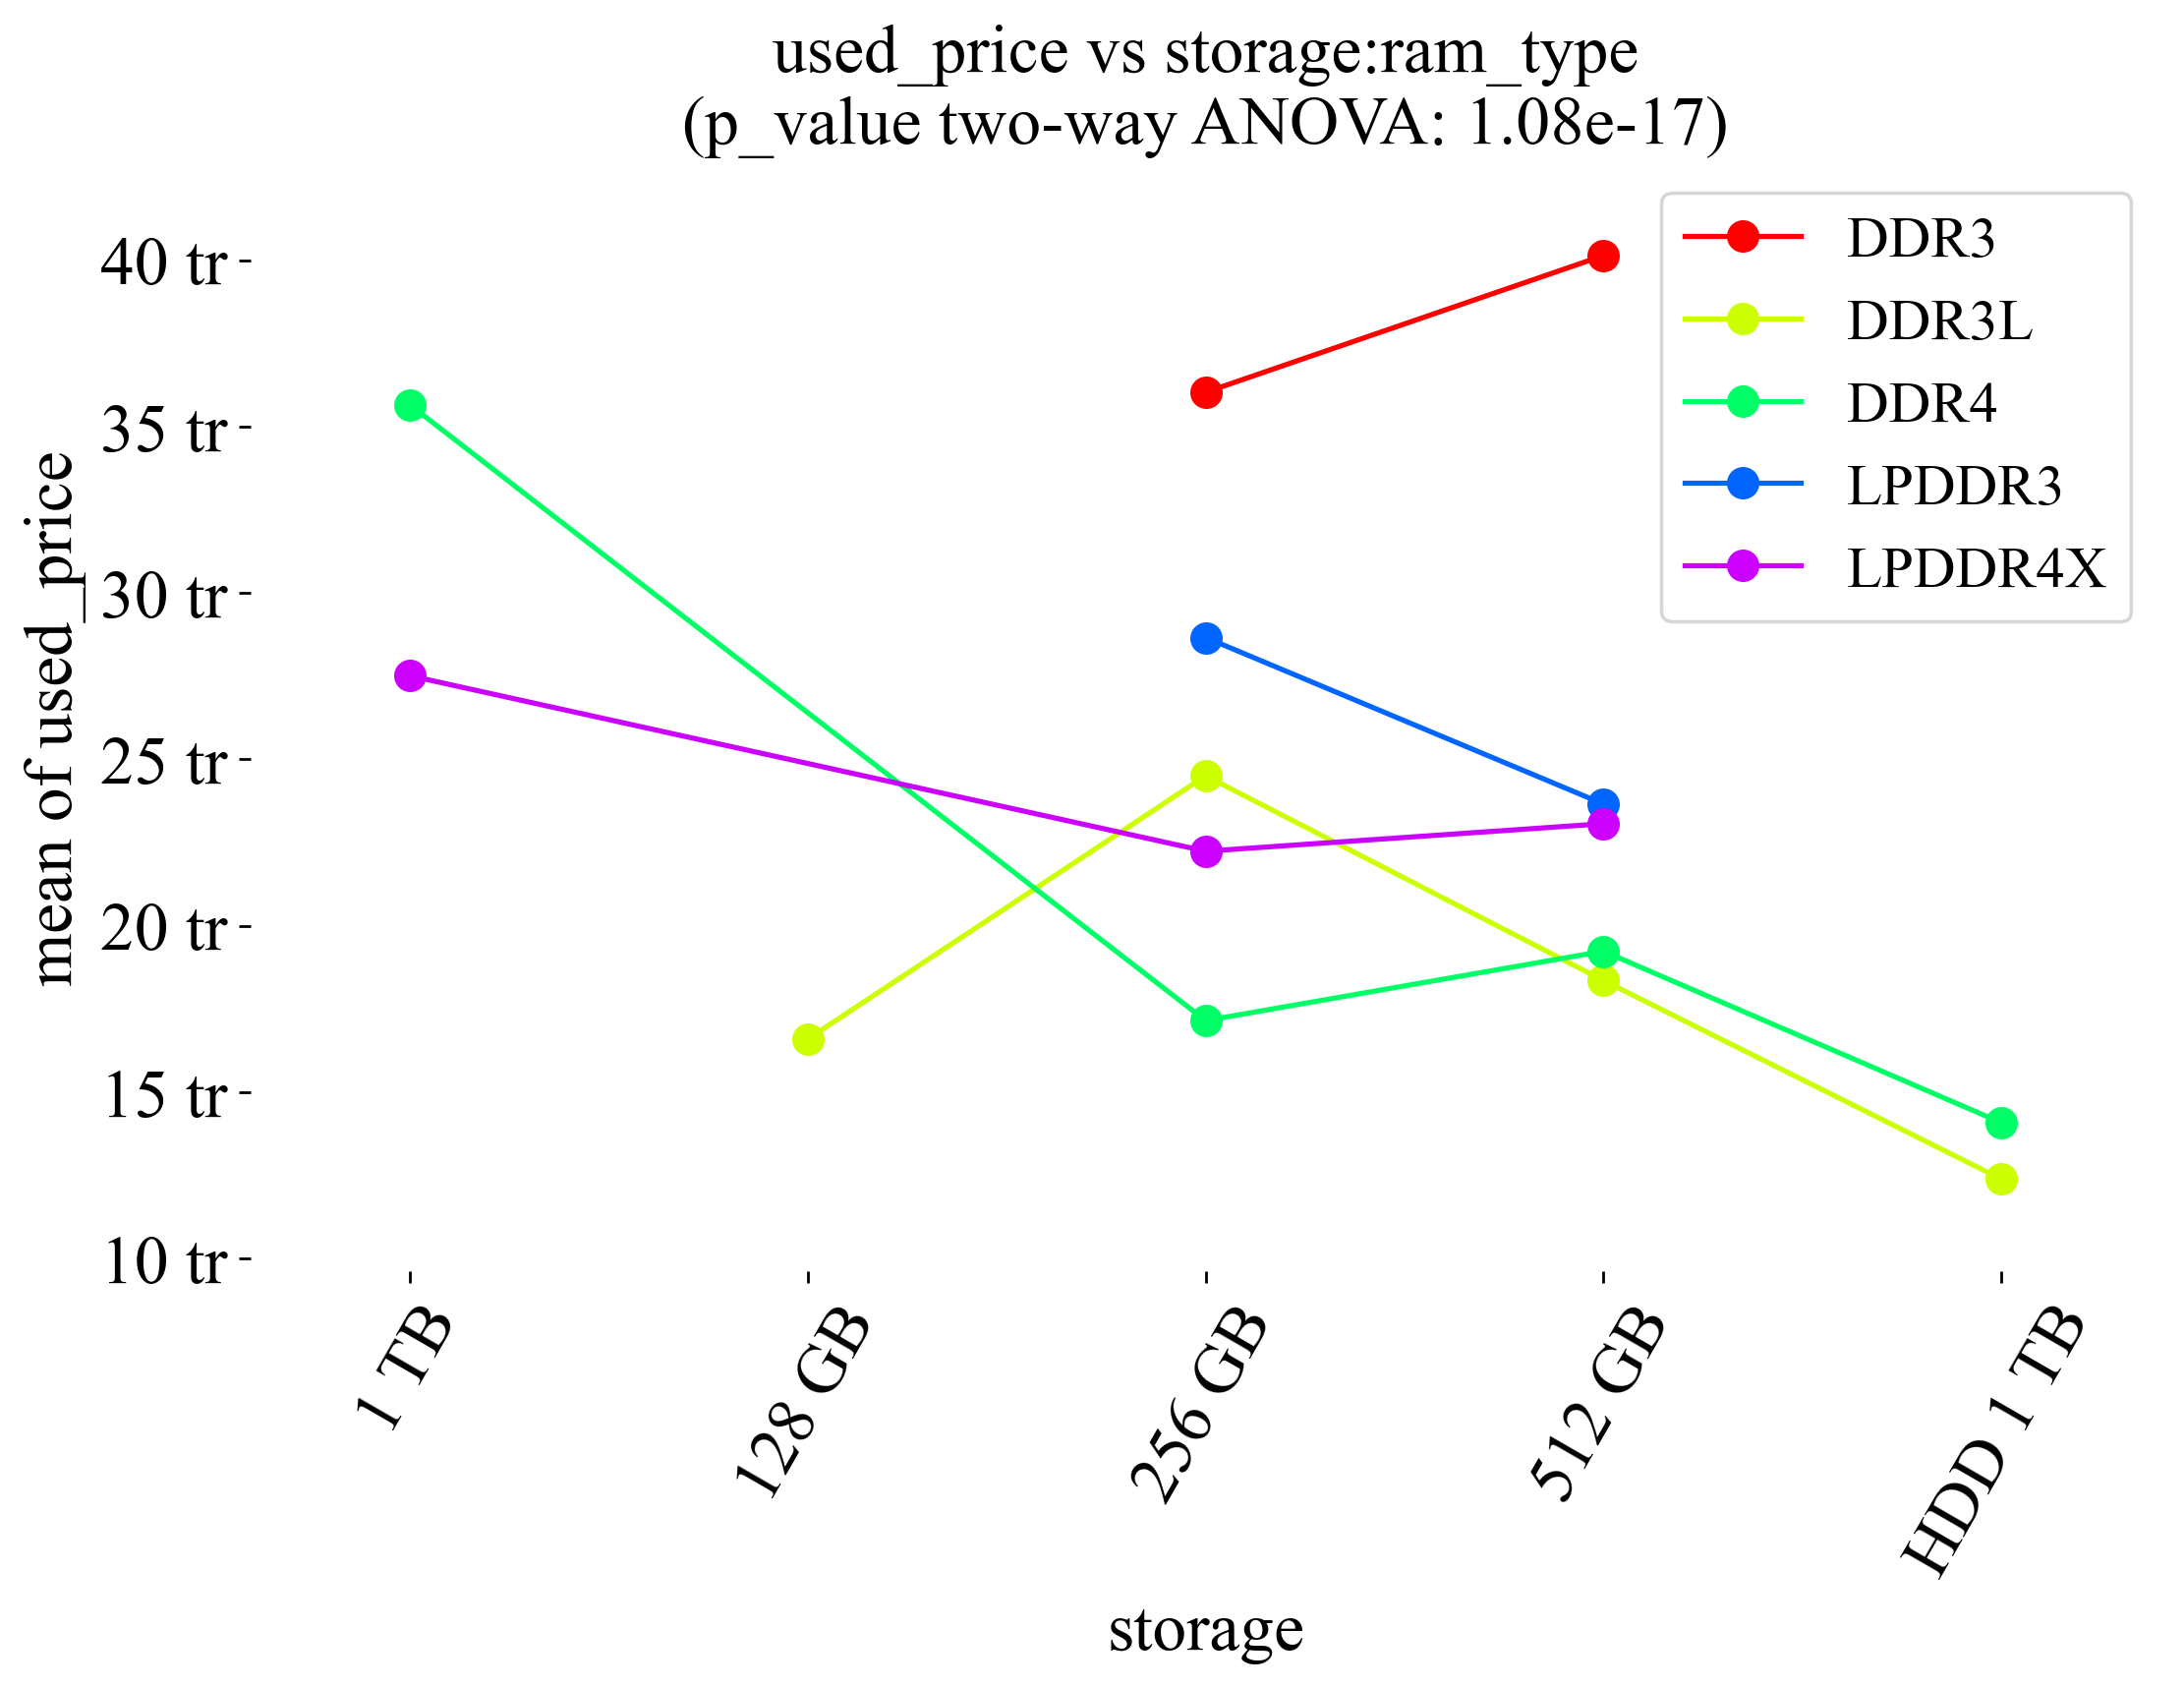 used_price vs storage:ram_type
(p_value two-way ANOVA: 1.08e-17)
DDR3
DDR3L
DDR4
LPDDR3
LPDDR4X
mean of used_price
40 tr
35 tr
30 tr
25 tr
20 tr
15 tr
10 tr
1 TB
128 GB
256 GB
512 GB
HDD 1 TB
storage